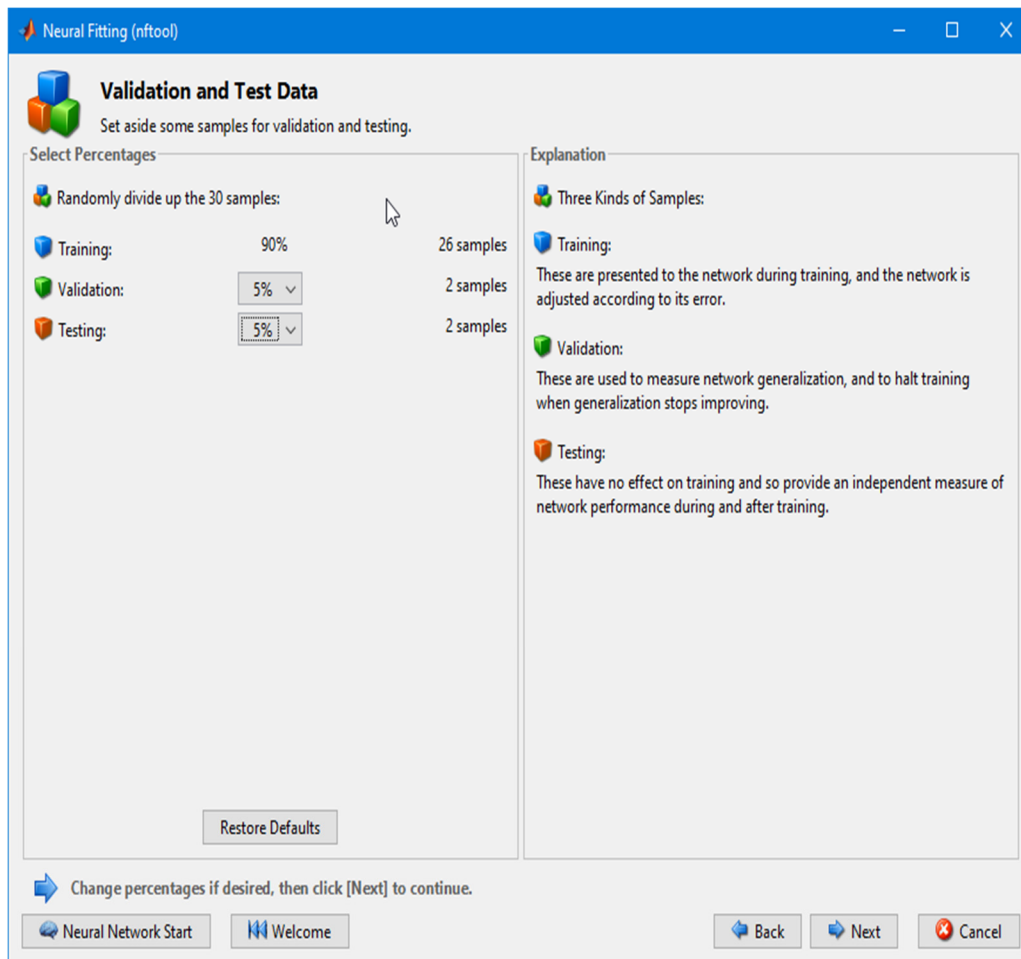 Neural Fitting (nftool)
Validation and Test Data
Set aside some samples for validation and testing.
Select Percentages
Randomly divide up the 30 samples:
Training: 90% 26 samples
Validation: 5% 2 samples
Testing: 5% 2 samples
Restore Defaults
Explanation
Three Kinds of Samples:
Training:
These are presented to the network during training, and the network is
adjusted according to its error.
Validation:
These are used to measure network generalization, and to halt training
when generalization stops improving.
Testing:
These have no effect on training and so provide an independent measure of
network performance during and after training.
Change percentages if desired, then click [Next] to continue.
Neural Network Start Welcome Back Next Cancel